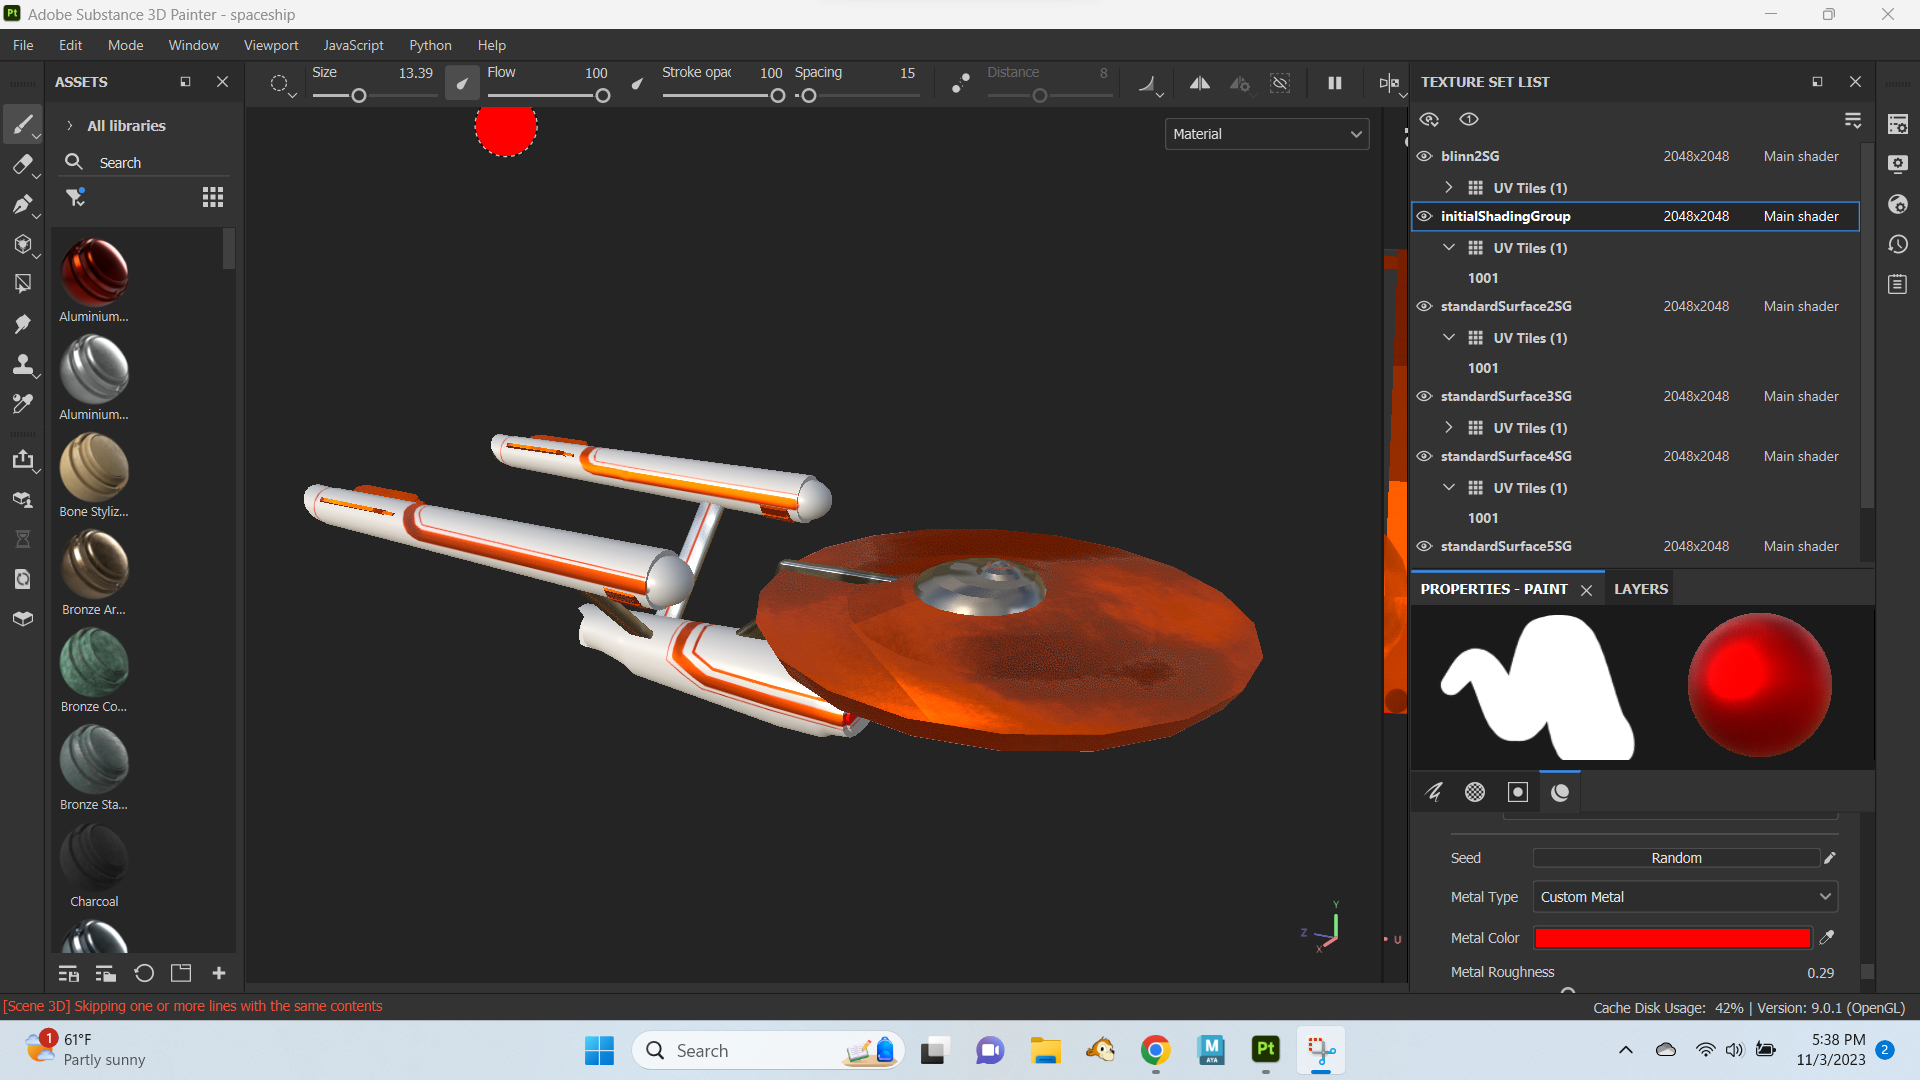 Pt Adobe Substance 3D Painter - spaceship
File Edit Mode Window Viewport JavaScript Python Help
ASSETS
Size 13.39 Flow 100 Stroke opac 100 Spacing 15 Distance 8
All libraries
Search
Aluminium...
Aluminium...
Bone Styliz...
Bronze Ar...
Bronze Co...
Bronze Sta...
Charcoal
Material
Y
Z
X
U
TEXTURE SET LIST
1
blinn2SG 2048x2048 Main shader
UV Tiles (1)
initialShadingGroup 2048x2048 Main shader
UV Tiles (1)
1001
standardSurface2SG 2048x2048 Main shader
UV Tiles (1)
1001
standardSurface3SG 2048x2048 Main shader
UV Tiles (1)
standardSurface4SG 2048x2048 Main shader
UV Tiles (1)
1001
standardSurface5SG 2048x2048 Main shader
PROPERTIES - PAINT LAYERS
Seed Random
Metal Type Custom Metal
Metal Color
Metal Roughness 0.29
[Scene 3D] Skipping one or more lines with the same contents
Cache Disk Usage: 42% | Version: 9.0.1 (OpenGL)
1
61°F
Partly sunny
Search
M
AYA
Pt
5:38 PM
11/3/2023
2